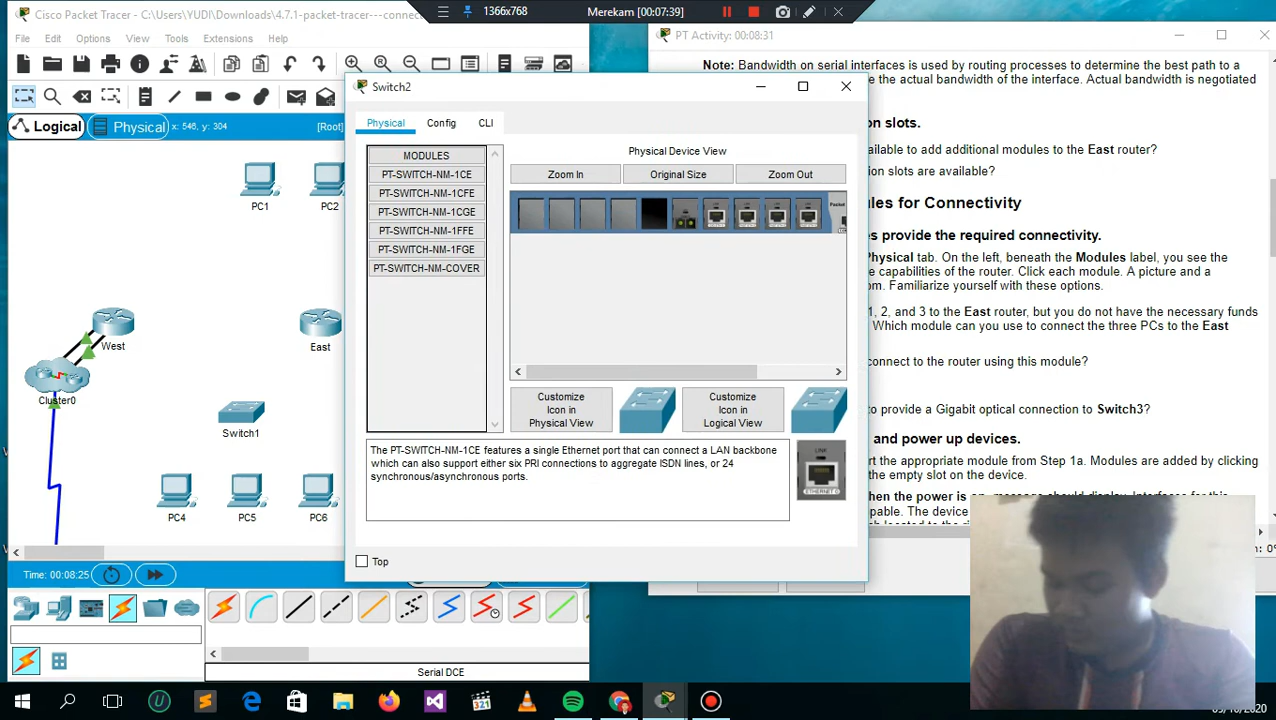 Cisco Packet Tracer - C:\Users\YUDI\Downloads\4.7.1-packet-tracer---connec
1366x768
Merekam [00:07:39]
File Edit Options View Tools Extensions Help
PT Activity: 00:08:31
Note: Bandwidth on serial interfaces is used by routing processes to determine the best path to a
e the actual bandwidth of the interface. Actual bandwidth is negotiated
Logical
Physical
x: 546, y: 304
[Root]
Switch2
Physical
Config
CLI
MODULES
PT-SWITCH-NM-1CE
PT-SWITCH-NM-1CFE
PT-SWITCH-NM-1CGE
PT-SWITCH-NM-1FFE
PT-SWITCH-NM-1FGE
PT-SWITCH-NM-COVER
Physical Device View
Zoom In
Original Size
Zoom Out
Packet
Customize
Icon in
Physical View
Customize
Icon in
Logical View
The PT-SWITCH-NM-1CE features a single Ethernet port that can connect a LAN backbone
which can also support either six PRI connections to aggregate ISDN lines, or 24
synchronous/asynchronous ports.
LINK
ETHERNET 0
Top
on slots.
ailable to add additional modules to the East router?
ion slots are available?
les for Connectivity
es provide the required connectivity.
Physical tab. On the left, beneath the Modules label, you see the
e capabilities of the router. Click each module. A picture and a
om. Familiarize yourself with these options.
1, 2, and 3 to the East router, but you do not have the necessary funds
Which module can you use to connect the three PCs to the East
connect to the router using this module?
to provide a Gigabit optical connection to Switch3?
and power up devices.
rt the appropriate module from Step 1a. Modules are added by clicking
the empty slot on the device.
PC1
PC2
West
East
Cluster0
Switch1
PC4
PC5
PC6
Time: 00:08:25
Serial DCE
321
2020